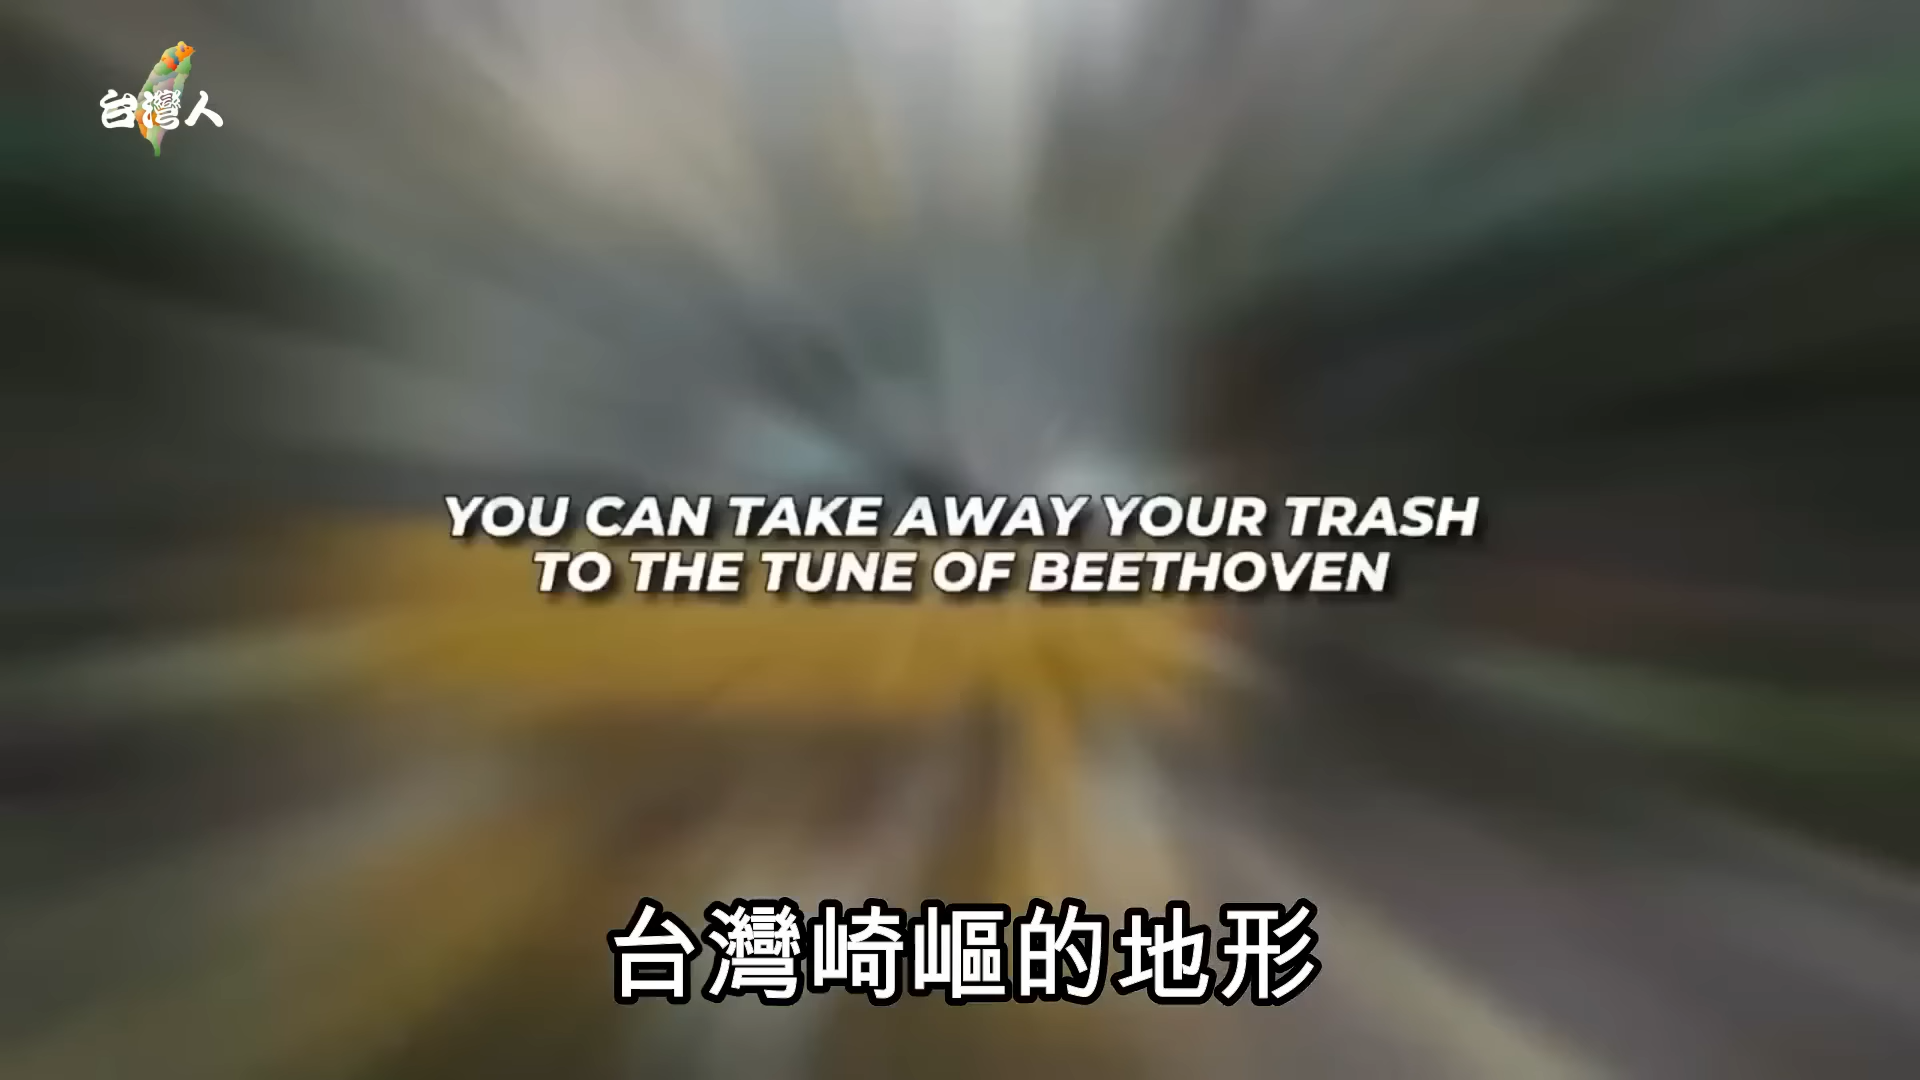 台灣人
YOU CAN TAKE AWAY YOUR TRASH
TO THE TUNE OF BEETHOVEN
台灣崎嶇的地形